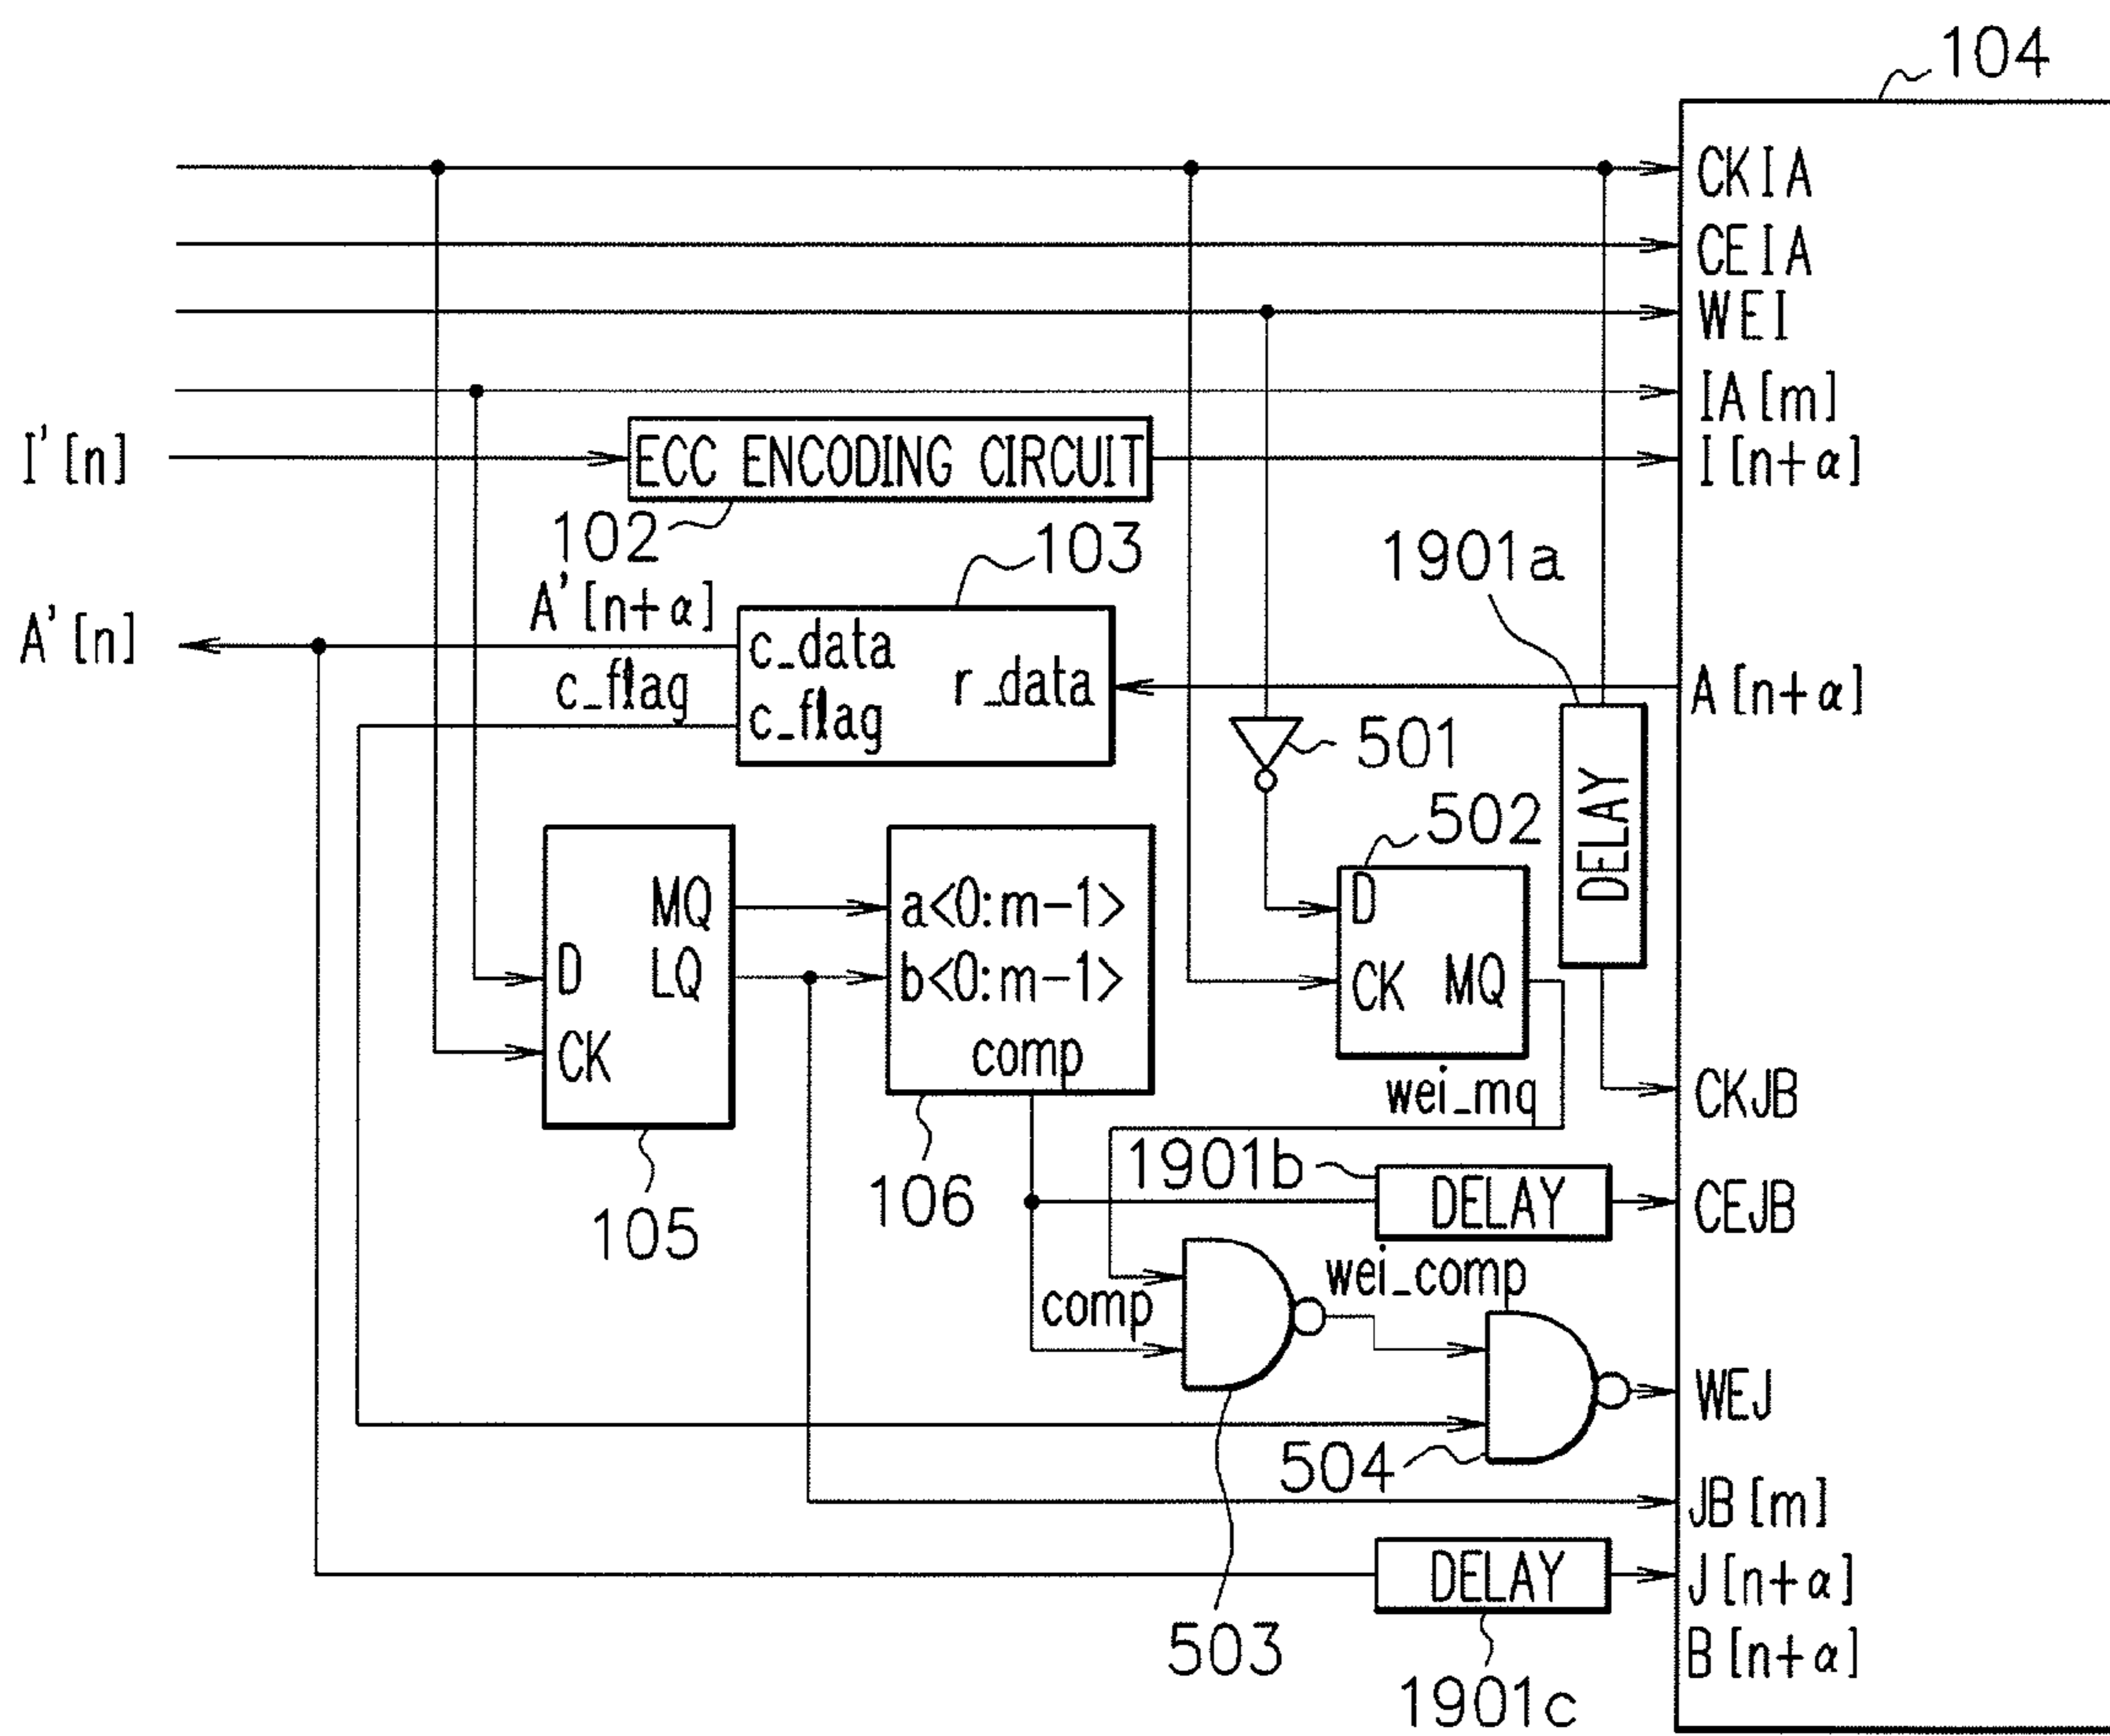 104
CKIA
CEIA
WEI
IA[m]
I'[n]
ECC ENCODING CIRCUIT
I[n+α]
102
103
1901a
A'[n+α]
A'[n]
c_data
c_flag
r_data
c_flag
A[n+α]
501
DELAY
502
MQ
a<0:m-1>
D
D
LQ
b<0:m-1>
CK
MQ
CK
comp
wei_mq
CKJB
1901b
105
106
DELAY
CEJB
comp
wei_comp
WEJ
504
JB[m]
DELAY
J[n+α]
503
B[n+α]
1901c